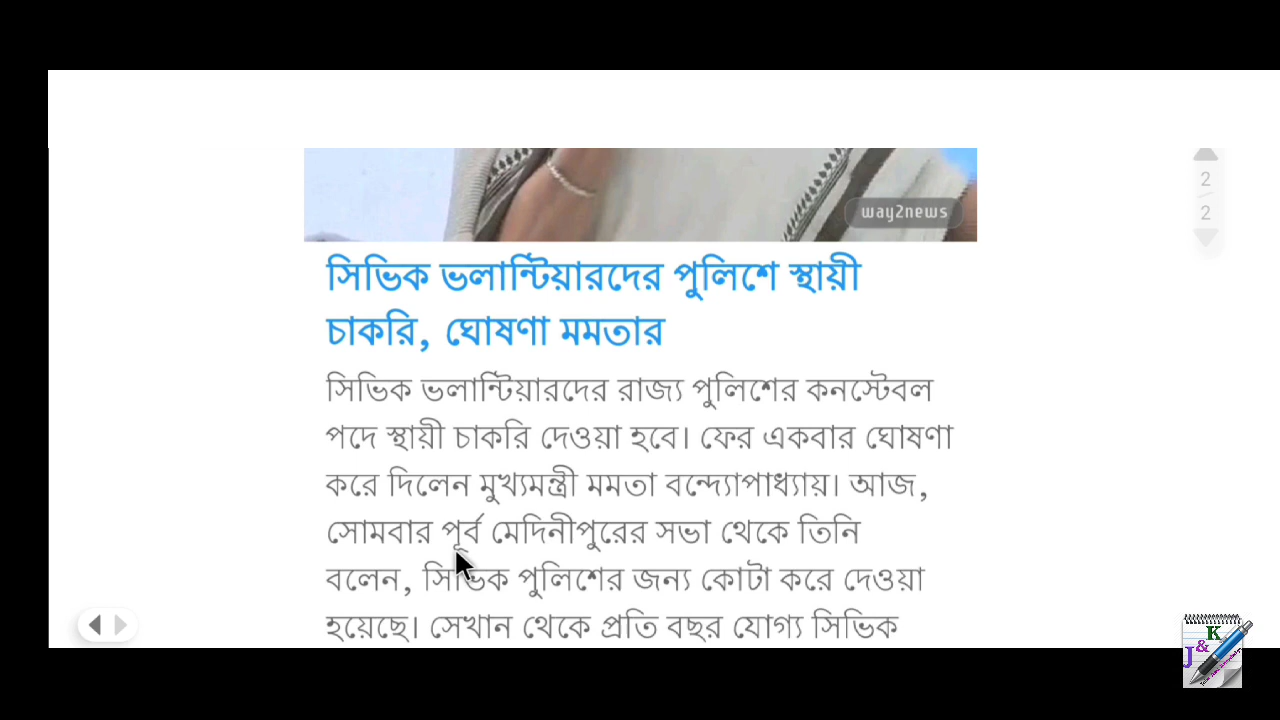 way2news
2
2
সিভিক ভলান্টিয়ারদের পুলিশে স্থায়ী
চাকরি, ঘোষণা মমতার
সিভিক ভলান্টিয়ারদের রাজ্য পুলিশের কনস্টেবল
পদে স্থায়ী চাকরি দেওয়া হবে। ফের একবার ঘোষণা
করে দিলেন মুখ্যমন্ত্রী মমতা বন্দ্যোপাধ্যায়। আজ,
সোমবার পূর্ব মেদিনীপুরের সভা থেকে তিনি
বলেন, সিভিক পুলিশের জন্য কোটা করে দেওয়া
হয়েছে। সেখান থেকে প্রতি বছর যোগ্য সিভিক
J&K